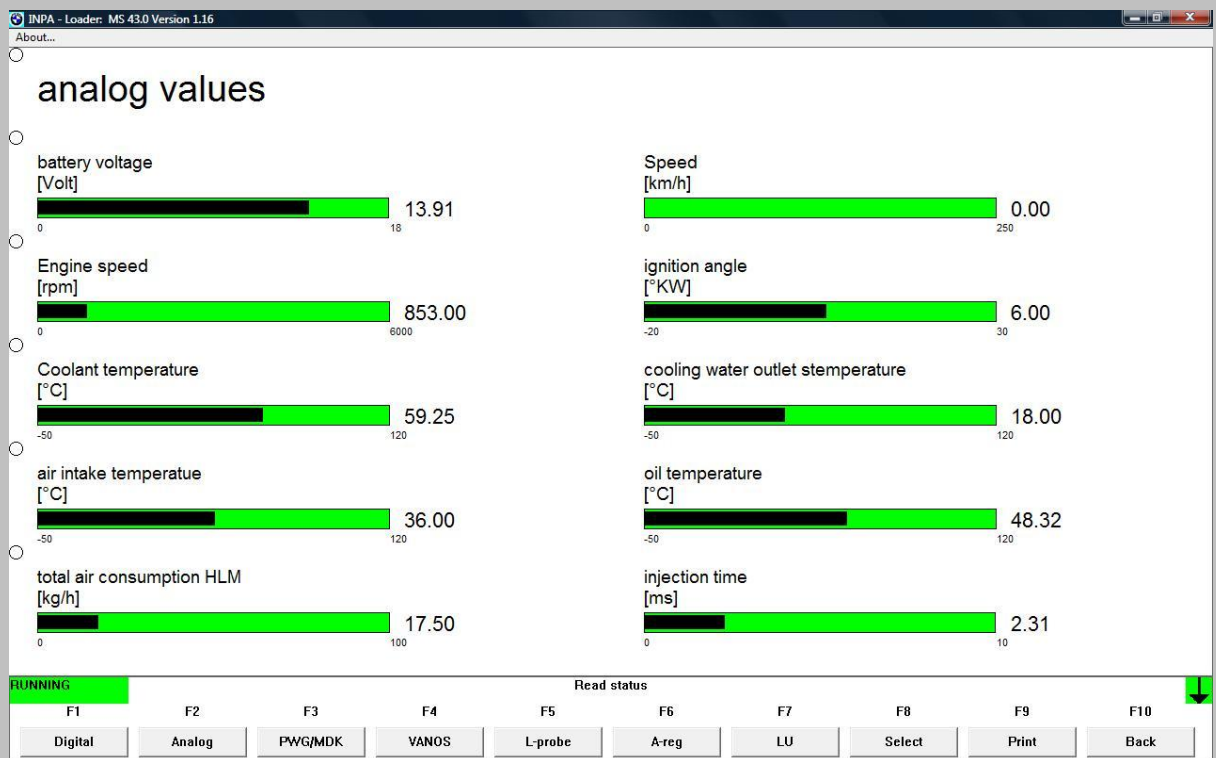 INPA - Loader: MS 43.0 Version 1.16
About...
analog values
battery voltage
[Volt]
13.91
0 18
Speed
[km/h]
0.00
0 250
Engine speed
[rpm]
853.00
0 6000
ignition angle
[°KW]
6.00
-20 30
Coolant temperature
[°C]
59.25
-50 120
cooling water outlet stemperature
[°C]
18.00
-50 120
air intake temperatue
[°C]
36.00
-50 120
oil temperature
[°C]
48.32
-50 120
total air consumption HLM
[kg/h]
17.50
0 100
injection time
[ms]
2.31
0 10
RUNNING Read status
F1 F2 F3 F4 F5 F6 F7 F8 F9 F10
Digital Analog PWG/MDK VANOS L-probe A-reg LU Select Print Back